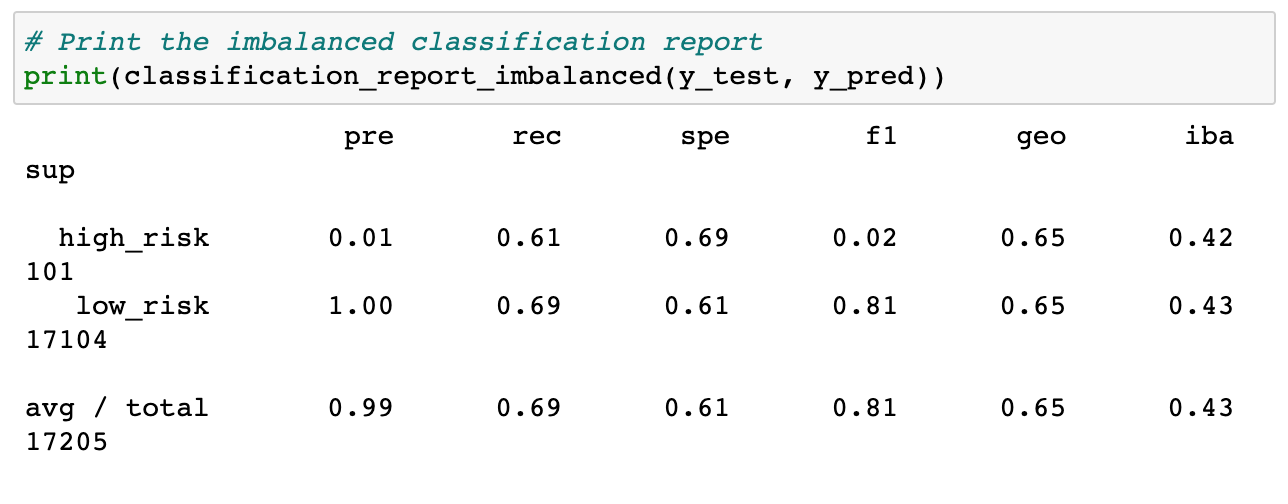 # Print the imbalanced classification report
print(classification_report_imbalanced(y_test, y_pred))
                   pre       rec       spe        f1       geo       iba
sup
  high_risk       0.01      0.61      0.69      0.02      0.65      0.42
101
   low_risk       1.00      0.69      0.61      0.81      0.65      0.43
17104
avg / total       0.99      0.69      0.61      0.81      0.65      0.43
17205